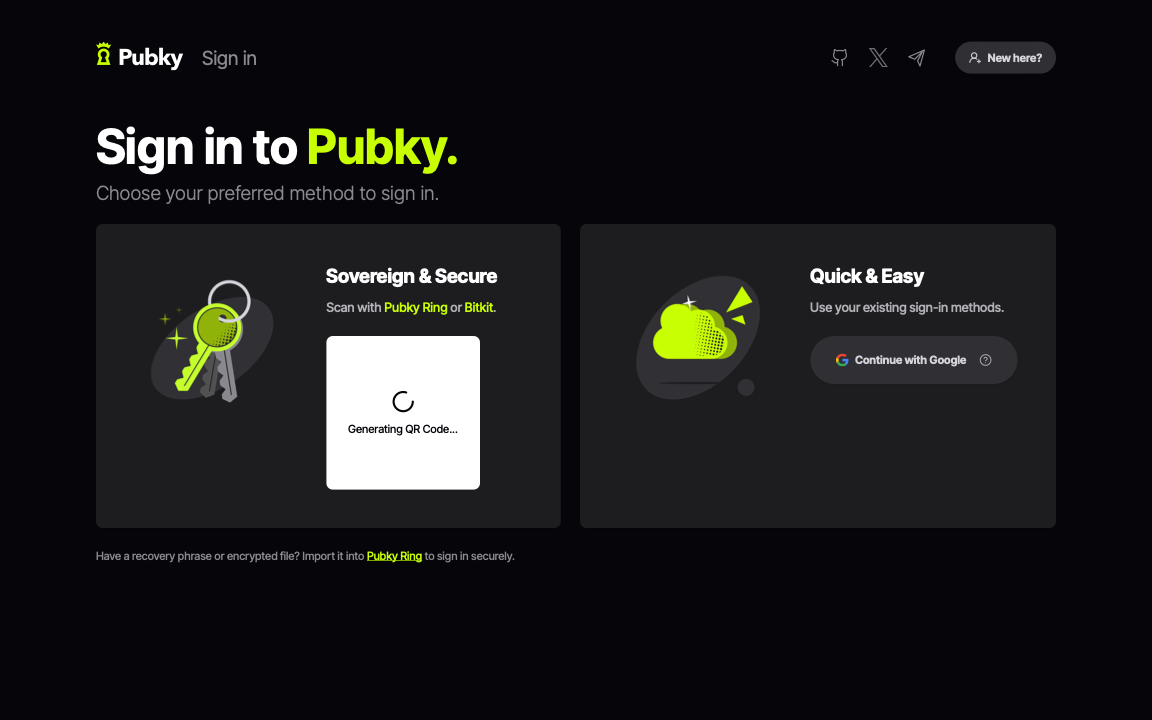 Pubky
Sign in
New here?
Sign in to Pubky.
Choose your preferred method to sign in.
Sovereign & Secure
Scan with Pubky Ring or Bitkit.
Generating QR Code...
Quick & Easy
Use your existing sign-in methods.
Continue with Google
Have a recovery phrase or encrypted file? Import it into Pubky Ring to sign in securely.